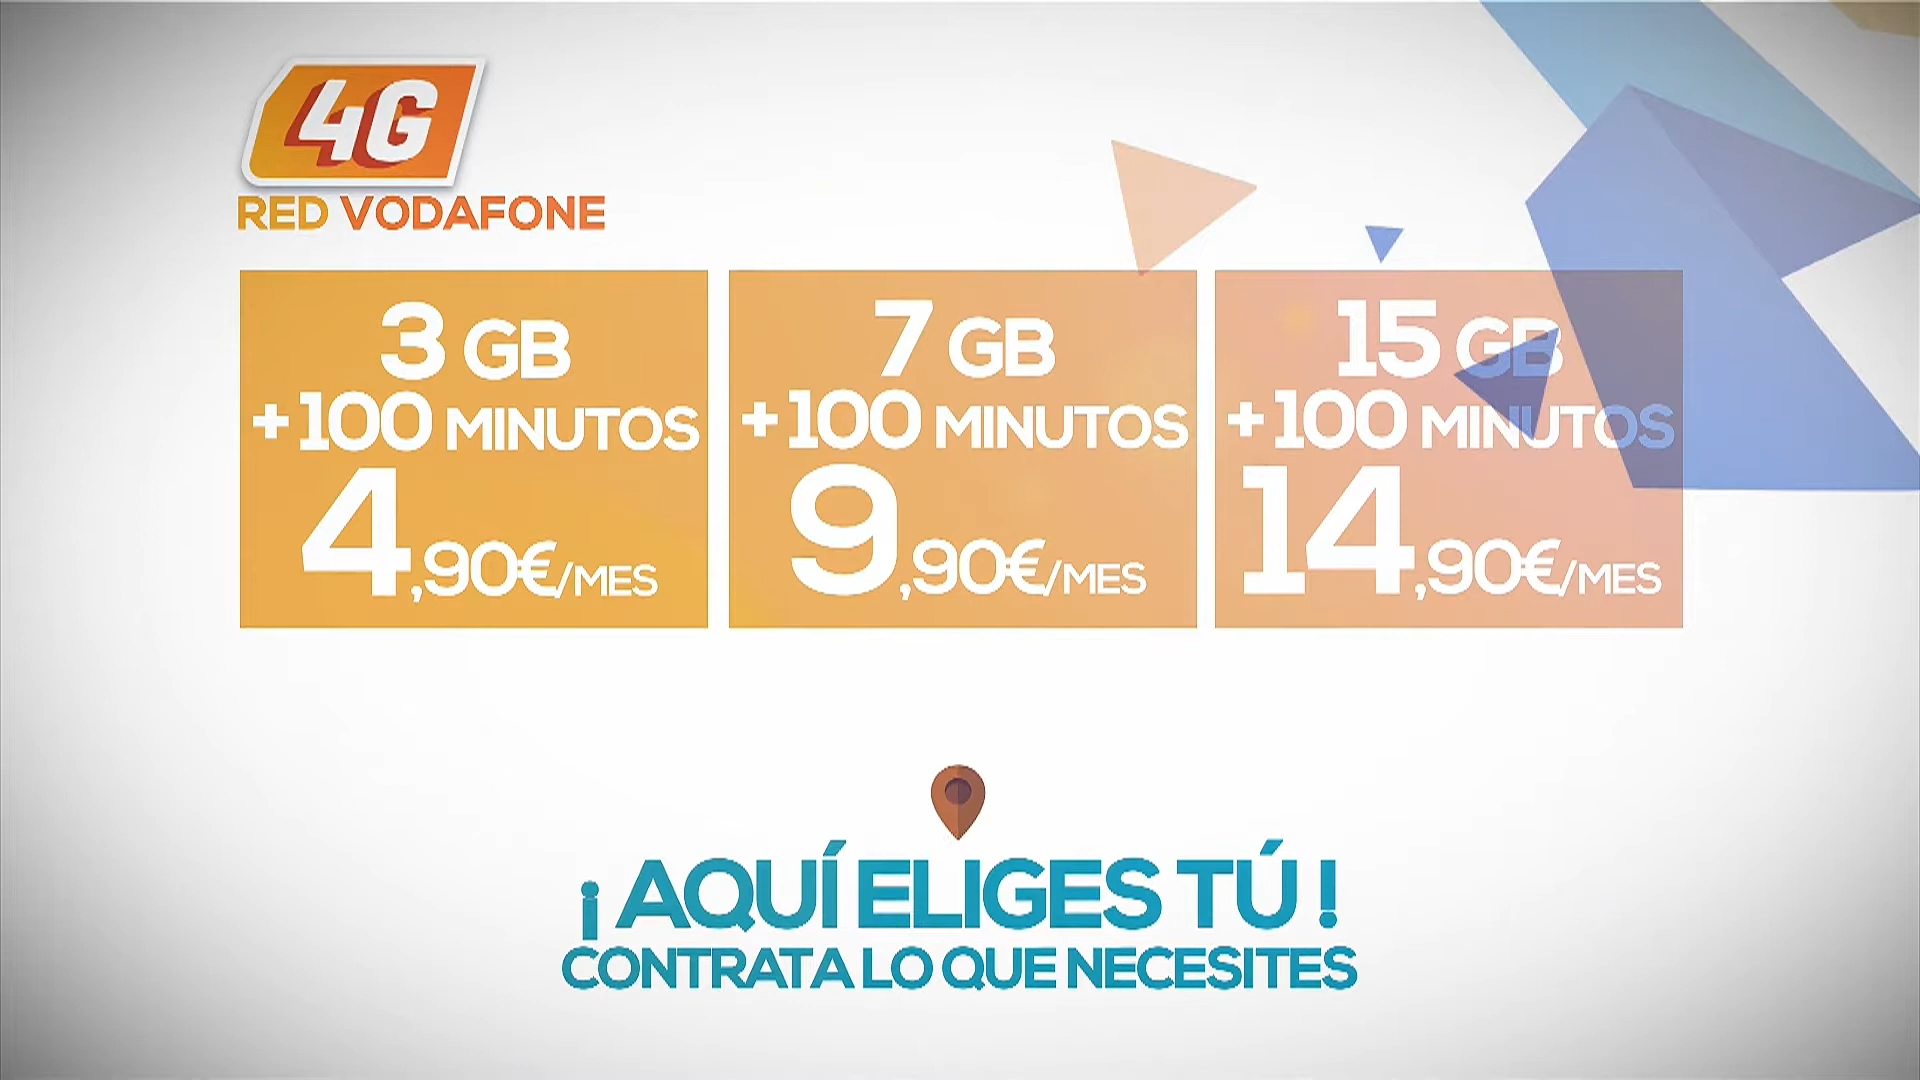 4G
RED VODAFONE
3 GB
+100 MINUTOS
4,90€/MES
7 GB
+100 MINUTOS
9,90€/MES
15 GB
+100 MINUTOS
14,90€/MES
¡AQUÍ ELIGES TÚ!
CONTRATA LO QUE NECESITES